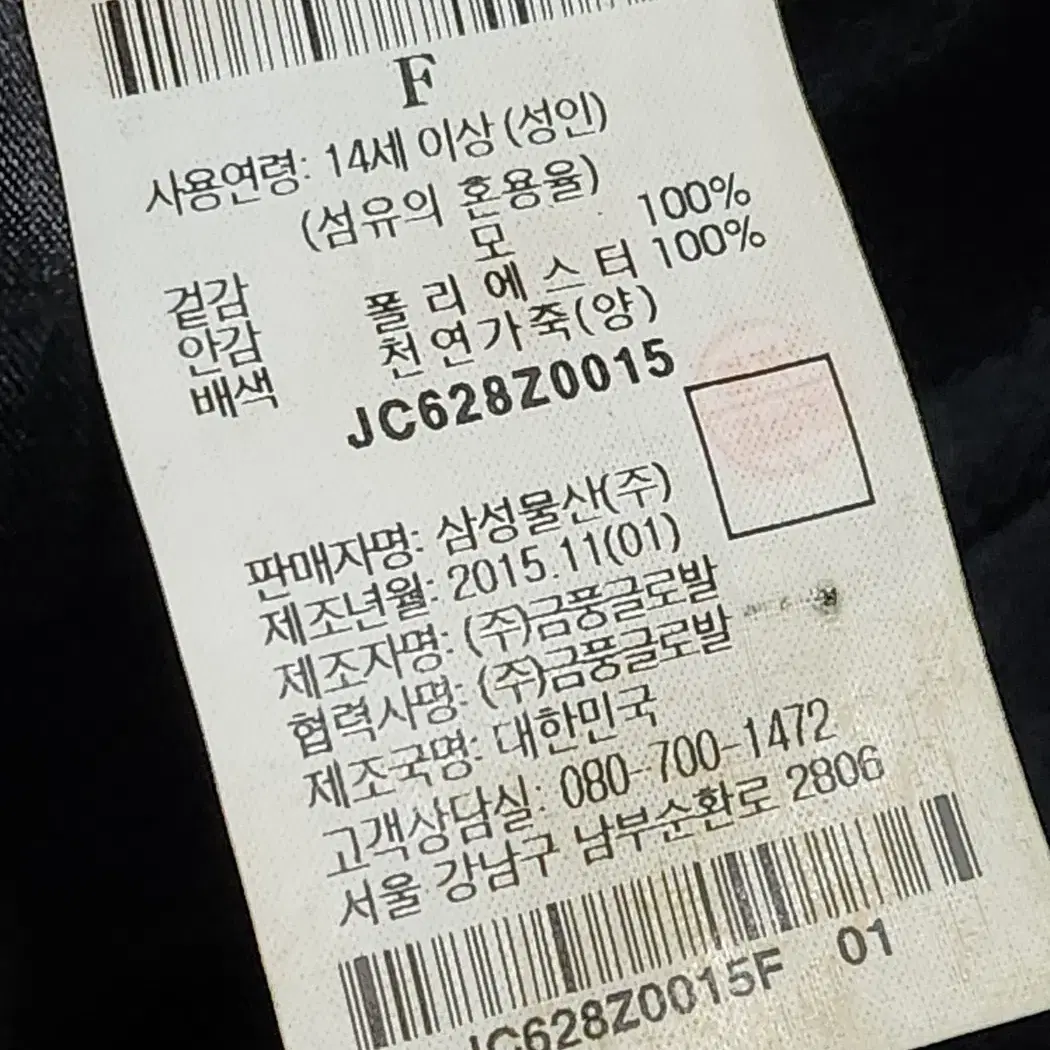 F
사용연령: 14세 이상 (성인)
(섬유의 혼용율)
겉감 모 100%
안감 폴리에스터 100%
배색 천연가죽(양)
JC628Z0015
판매자명: 삼성물산(주)
제조년월: 2015.11(01)
제조자명: (주)금풍글로발
협력사명: (주)금풍글로발
제조국명: 대한민국
고객상담실: 080-700-1472
서울 강남구 남부순환로 2806
JC628Z0015F 01